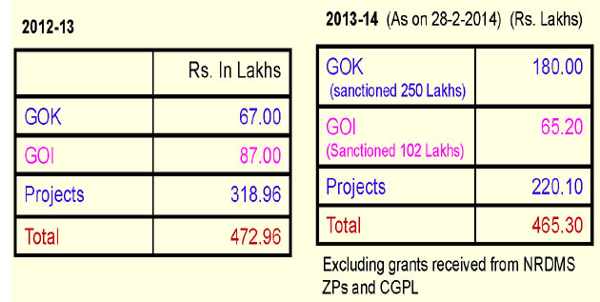 2012-13
Rs. In Lakhs
GOK 67.00
GOI 87.00
Projects 318.96
Total 472.96
2013-14 (As on 28-2-2014) (Rs. Lakhs)
GOK 180.00
(sanctioned 250 Lakhs)
GOI 65.20
(Sanctioned 102 Lakhs)
Projects 220.10
Total 465.30
Excluding grants received from NRDMS
ZPs and CGPL